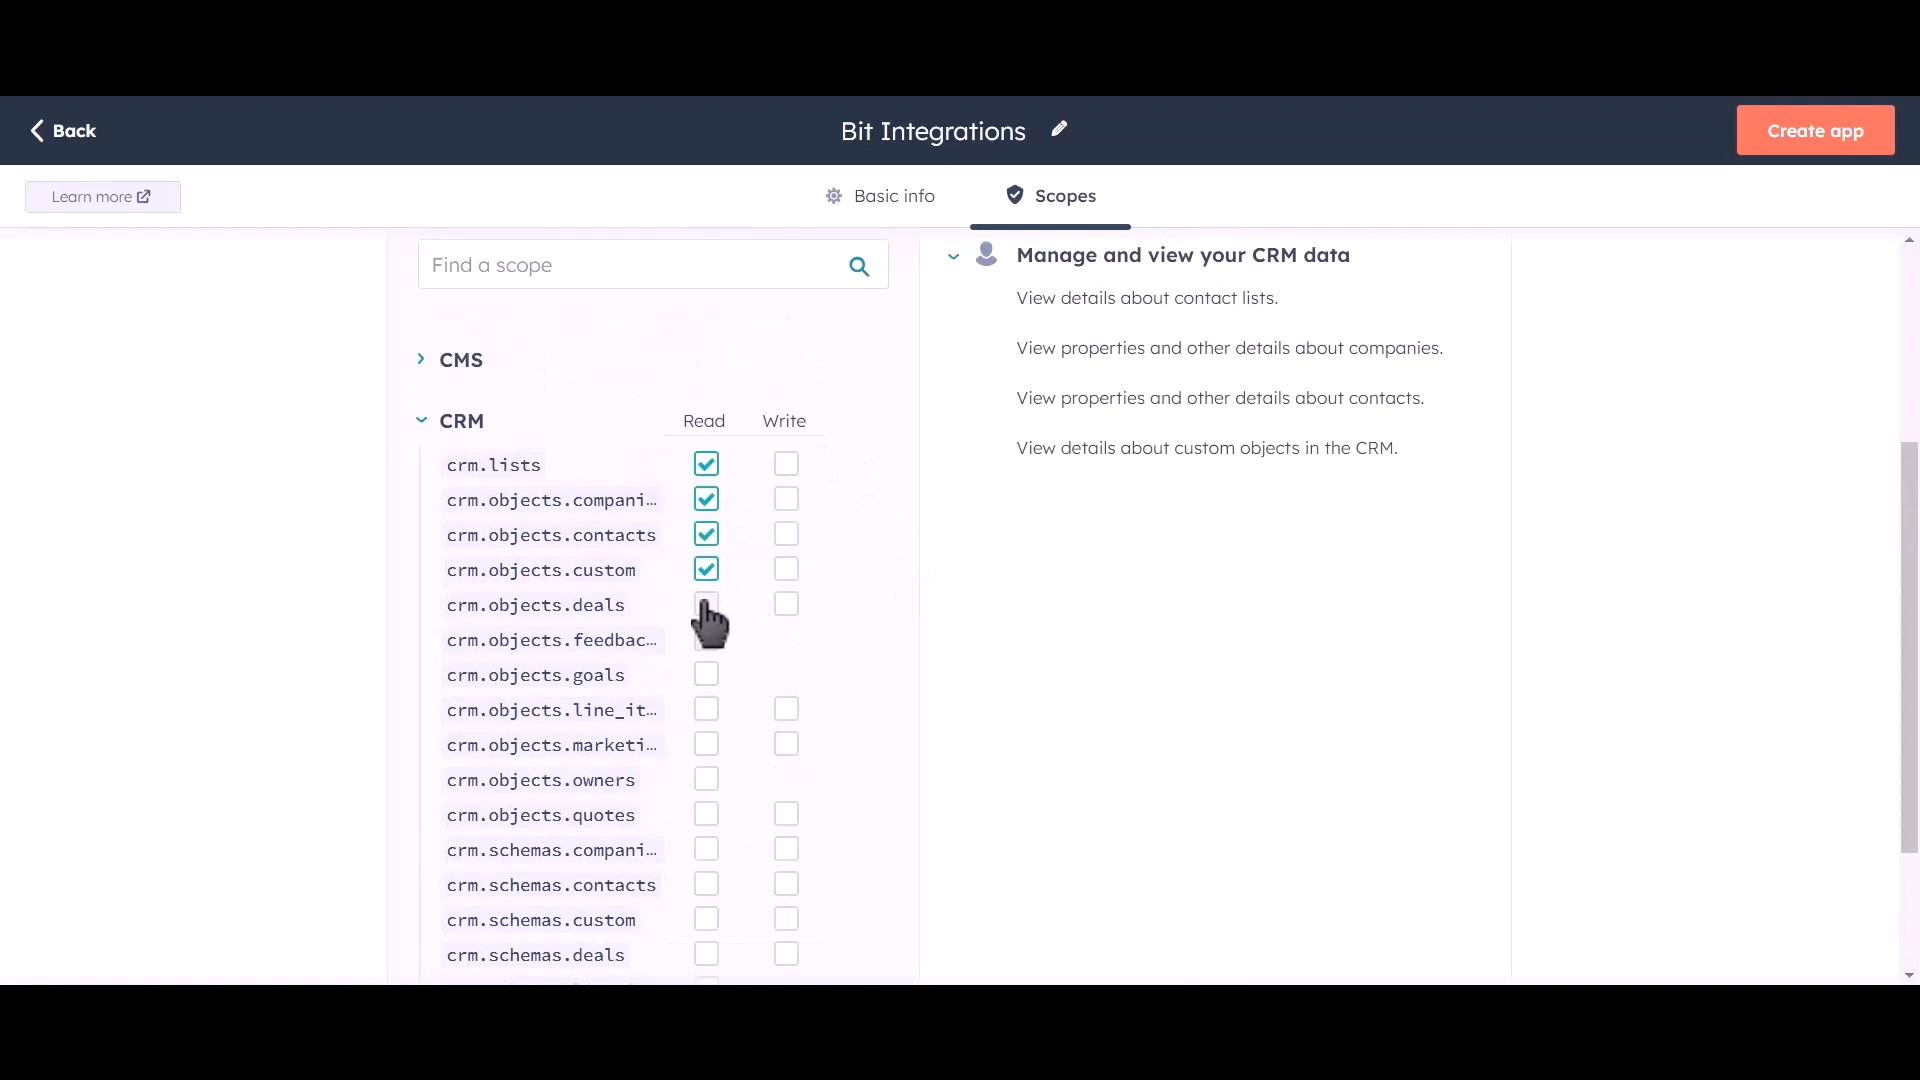 Back
Bit Integrations
Create app
Learn more
Basic info
Scopes
Find a scope
CMS
CRM Read Write
crm.lists
crm.objects.compani…
crm.objects.contacts
crm.objects.custom
crm.objects.deals
crm.objects.feedbac…
crm.objects.goals
crm.objects.line_it…
crm.objects.marketi…
crm.objects.owners
crm.objects.quotes
crm.schemas.compani…
crm.schemas.contacts
crm.schemas.custom
crm.schemas.deals
Manage and view your CRM data
View details about contact lists.
View properties and other details about companies.
View properties and other details about contacts.
View details about custom objects in the CRM.